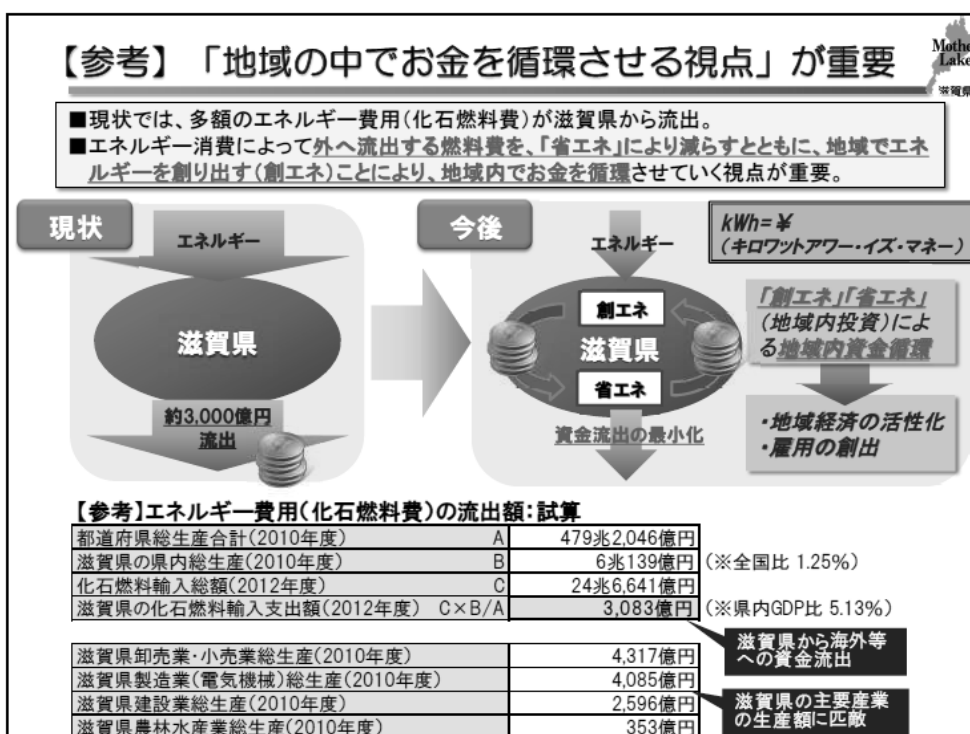 【参考】「地域の中でお金を循環させる視点」が重要
Mothe
Lake
滋賀県
■現状では、多額のエネルギー費用(化石燃料費)が滋賀県から流出。
■エネルギー消費によって外へ流出する燃料費を、「省エネ」により減らすとともに、地域でエネ
ルギーを創り出す(創エネ)ことにより、地域内でお金を循環させていく視点が重要。
現状
エネルギー
滋賀県
約3,000億円
流出
今後
エネルギー
創エネ
滋賀県
省エネ
資金流出の最小化
kWh=¥
(キロワットアワー・イズ・マネー)
「創エネ」「省エネ」
(地域内投資)によ
る地域内資金循環
・地域経済の活性化
・雇用の創出
【参考】エネルギー費用(化石燃料費)の流出額:試算
都道府県総生産合計(2010年度) A 479兆2,046億円
滋賀県の県内総生産(2010年度) B 6兆139億円 (※全国比 1.25%)
化石燃料輸入総額(2012年度) C 24兆6,641億円
滋賀県の化石燃料輸入支出額(2012年度) C×B/A 3,083億円 (※県内GDP比 5.13%)
滋賀県から海外等
への資金流出
滋賀県卸売業・小売業総生産(2010年度) 4,317億円
滋賀県製造業(電気機械)総生産(2010年度) 4,085億円
滋賀県建設業総生産(2010年度) 2,596億円
滋賀県農林水産業総生産(2010年度) 353億円
滋賀県の主要産業
の生産額に匹敵